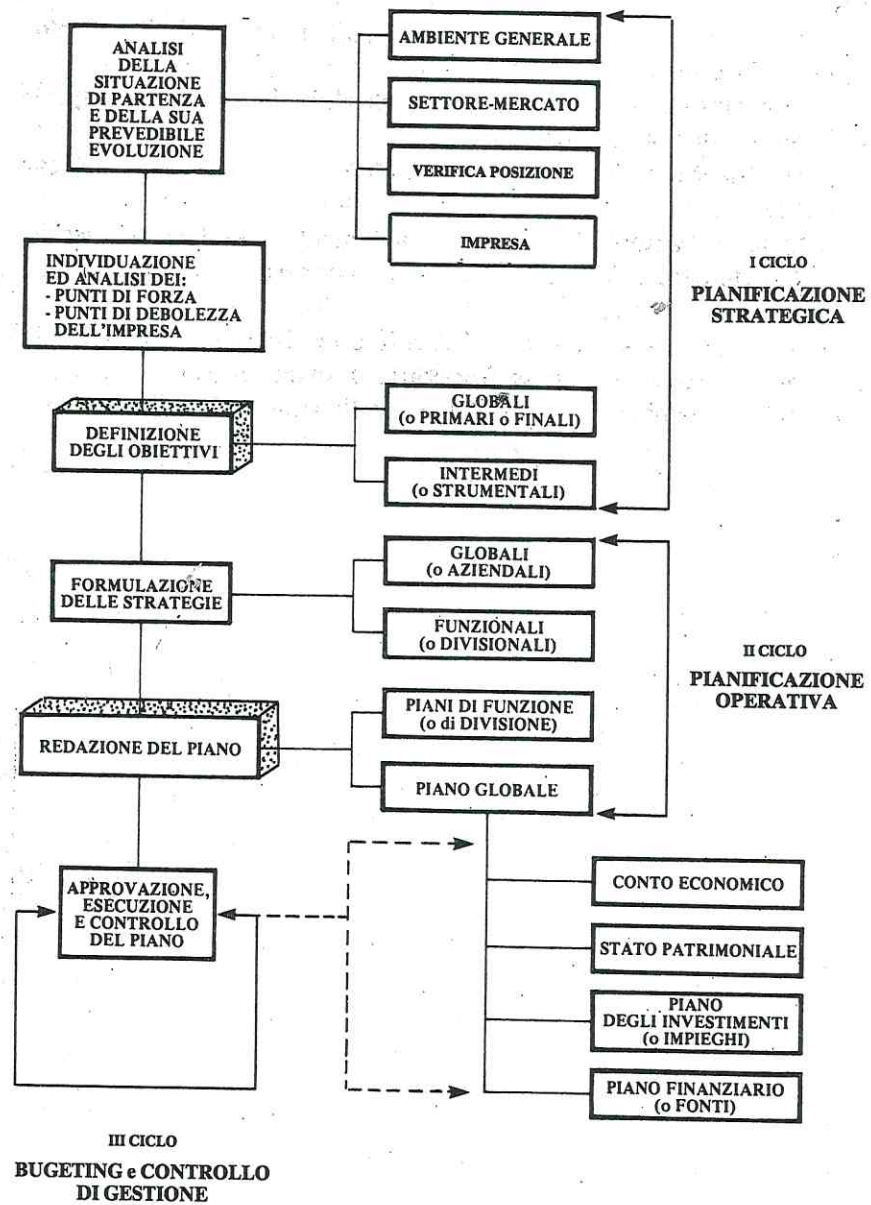 ANALISI
DELLA
SITUAZIONE
DI PARTENZA
E DELLA SUA
PREVEDIBILE
EVOLUZIONE
AMBIENTE GENERALE
SETTORE-MERCATO
VERIFICA POSIZIONE
IMPRESA
INDIVIDUAZIONE
ED ANALISI DEI:
- PUNTI DI FORZA
- PUNTI DI DEBOLEZZA
DELL'IMPRESA
I CICLO
PIANIFICAZIONE
STRATEGICA
DEFINIZIONE
DEGLI OBIETTIVI
GLOBALI
(o PRIMARI o FINALI)
INTERMEDI
(o STRUMENTALI)
FORMULAZIONE
DELLE STRATEGIE
GLOBALI
(o AZIENDALI)
FUNZIONALI
(o DIVISIONALI)
II CICLO
PIANIFICAZIONE
OPERATIVA
REDAZIONE DEL PIANO
PIANI DI FUNZIONE
(o di DIVISIONE)
PIANO GLOBALE
APPROVAZIONE,
ESECUZIONE
E CONTROLLO
DEL PIANO
CONTO ECONOMICO
STATO PATRIMONIALE
PIANO
DEGLI INVESTIMENTI
(o IMPIEGHI)
PIANO FINANZIARIO
(o FONTI)
III CICLO
BUGETING e CONTROLLO
DI GESTIONE